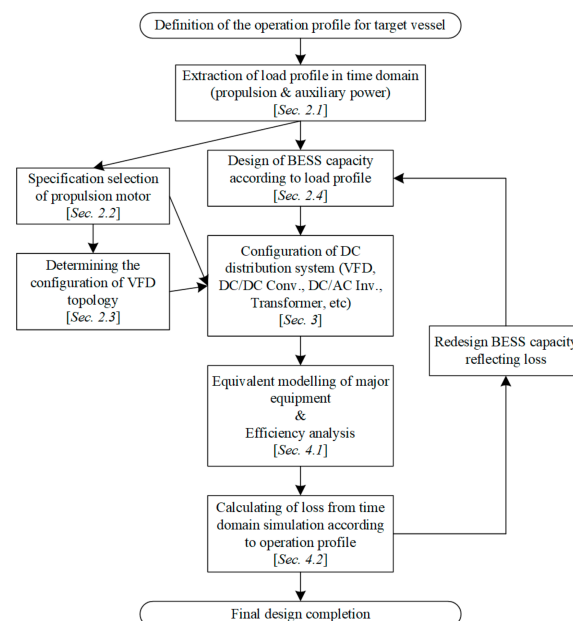 Definition of the operation profile for target vessel
Extraction of load profile in time domain
(propulsion & auxiliary power)
[Sec. 2.1]
Specification selection
of propulsion motor
[Sec. 2.2]
Design of BESS capacity
according to load profile
[Sec. 2.4]
Determining the
configuration of VFD
topology
[Sec. 2.3]
Configuration of DC
distribution system (VFD,
DC/DC Conv., DC/AC Inv.,
Transformer, etc)
[Sec. 3]
Redesign BESS capacity
reflecting loss
Equivalent modelling of major
equipment
&
Efficiency analysis
[Sec. 4.1]
Calculating of loss from time
domain simulation according
to operation profile
[Sec. 4.2]
Final design completion